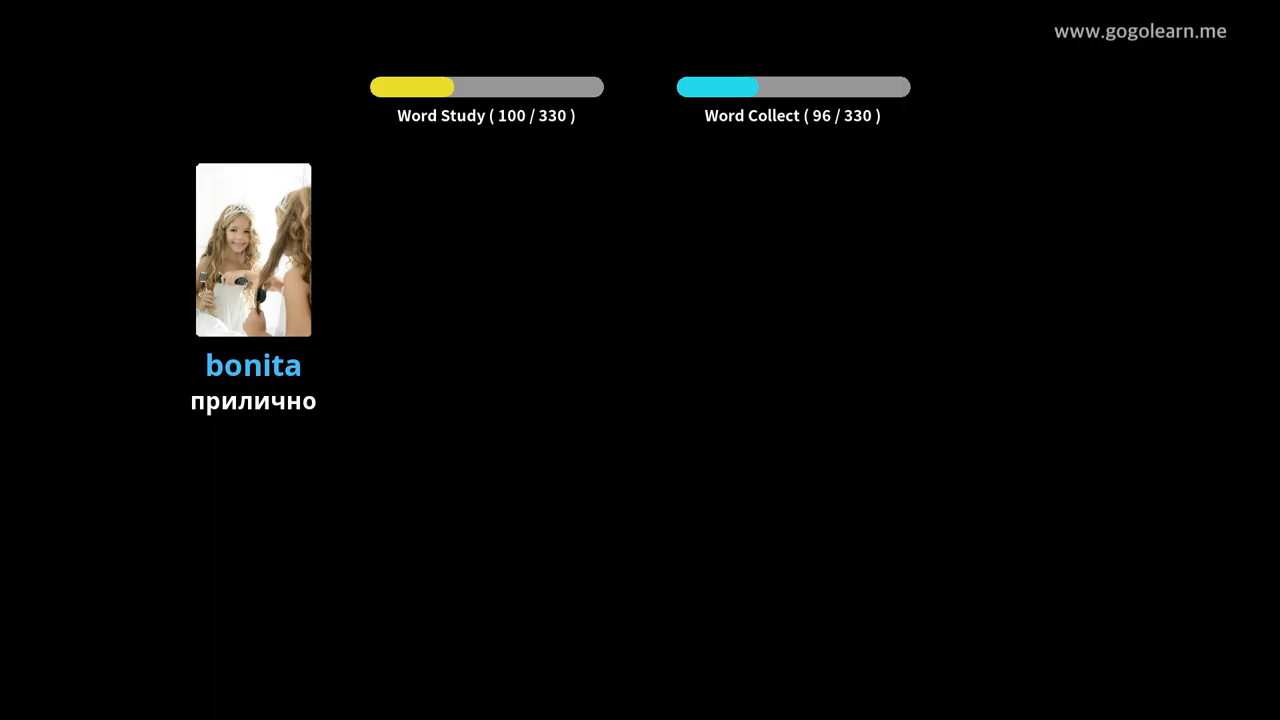 www.gogolearn.me
Word Study ( 100 / 330 )
Word Collect ( 96 / 330 )
bonita
прилично